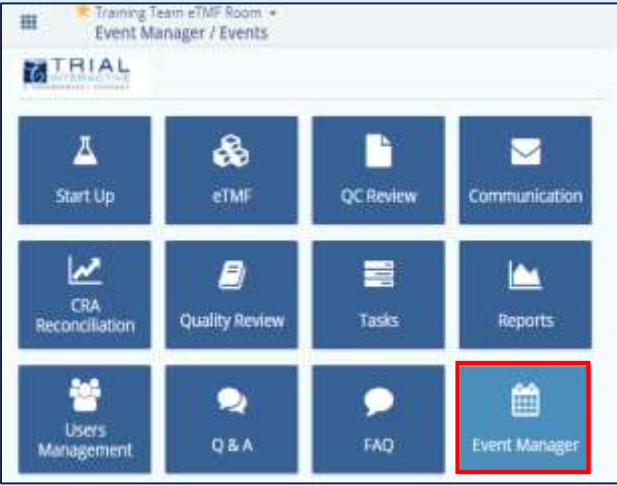 Training Team eTMF Room
Event Manager / Events
TRIAL
INTERACTIVE
Start Up
eTMF
QC Review
Communication
CRA
Reconciliation
Quality Review
Tasks
Reports
Users
Management
Q & A
FAQ
Event Manager